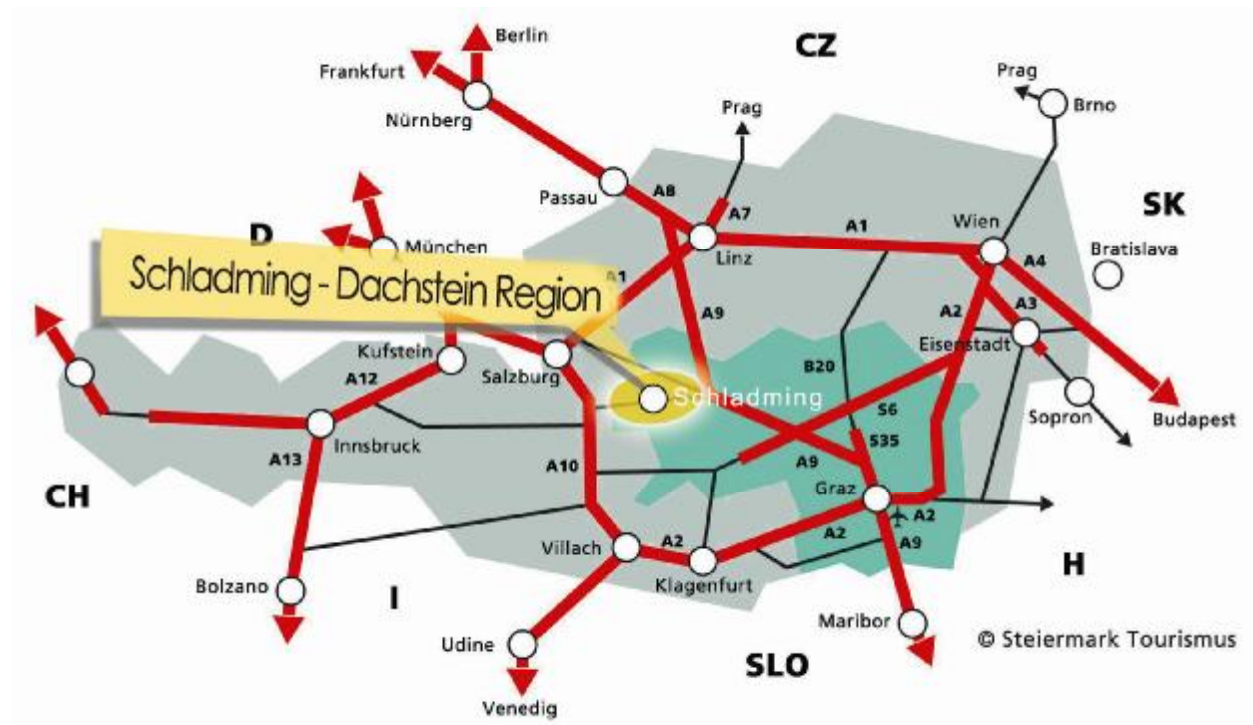 Berlin
CZ
Frankfurt
Prag
Brno
Prag
Nürnberg
Passau
A8
A7
SK
Wien
A1
D
München
Linz
Bratislava
A4
Schladming - Dachstein Region
A1
A9
A2
A3
Eisenstadt
Kufstein
Salzburg
A12
B20
Schladming
S6
Sopron
Budapest
Innsbruck
S35
A13
A10
A9
CH
Graz
A2
A2
A9
Villach
A2
Klagenfurt
H
Bolzano
I
Maribor
Udine
SLO
© Steiermark Tourismus
Venedig